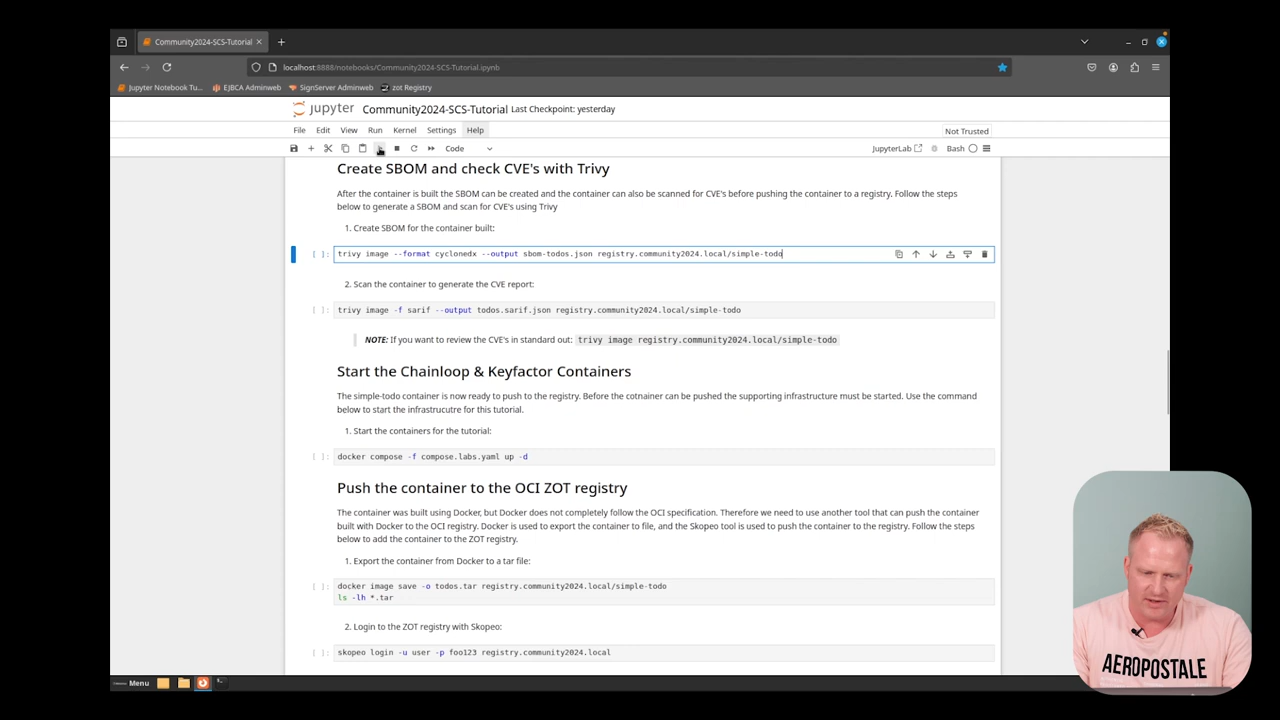 Community2024-SCS-Tutorial
localhost:8888/notebooks/Community2024-SCS-Tutorial.ipynb
Jupyter Notebook Tu... EJBCA Adminweb SignServer Adminweb zot Registry
jupyter Community2024-SCS-Tutorial Last Checkpoint: yesterday
File Edit View Run Kernel Settings Help Not Trusted
Code JupyterLab Bash
Create SBOM and check CVE's with Trivy
After the container is built the SBOM can be created and the container can also be scanned for CVE's before pushing the container to a registry. Follow the steps
below to generate a SBOM and scan for CVE's using Trivy
1. Create SBOM for the container built:
[ ]: trivy image --format cyclonedx --output sbom-todos.json registry.community2024.local/simple-todo
2. Scan the container to generate the CVE report:
[ ]: trivy image -f sarif --output todos.sarif.json registry.community2024.local/simple-todo
NOTE: If you want to review the CVE's in standard out: trivy image registry.community2024.local/simple-todo
Start the Chainloop & Keyfactor Containers
The simple-todo container is now ready to push to the registry. Before the cotnainer can be pushed the supporting infrastructure must be started. Use the command
below to start the infrastrucutre for this tutorial.
1. Start the containers for the tutorial:
[ ]: docker compose -f compose.labs.yaml up -d
Push the container to the OCI ZOT registry
The container was built using Docker, but Docker does not completely follow the OCI specification. Therefore we need to use another tool that can push the container
built with Docker to the OCI registry. Docker is used to export the container to file, and the Skopeo tool is used to push the container to the registry. Follow the steps
below to add the container to the ZOT registry.
1. Export the container from Docker to a tar file:
[ ]: docker image save -o todos.tar registry.community2024.local/simple-todo
ls -lh *.tar
2. Login to the ZOT registry with Skopeo:
[ ]: skopeo login -u user -p foo123 registry.community2024.local
Menu
AEROPOSTALE